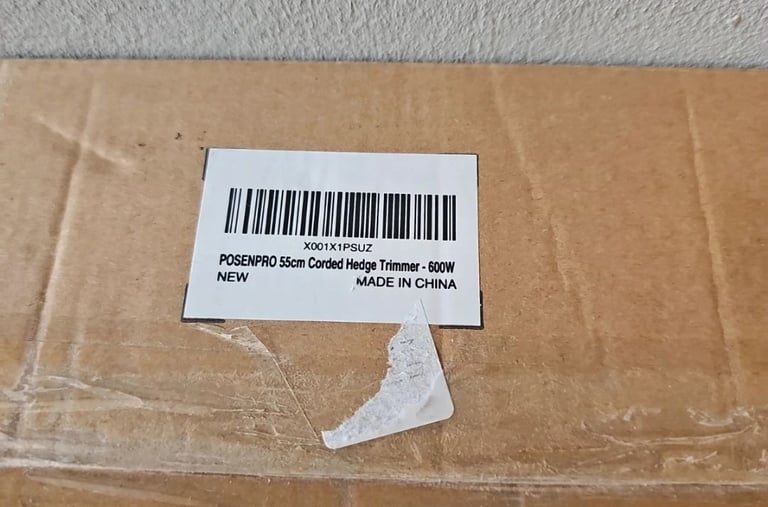 X001X1PSUZ
POSENPRO 55cm Corded Hedge Trimmer - 600W
NEW MADE IN CHINA